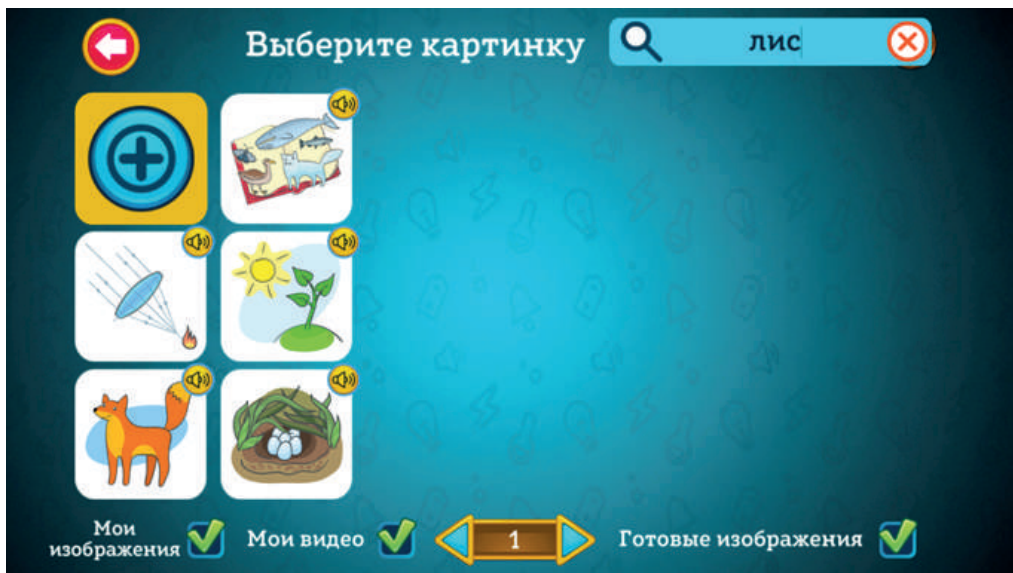 Выберите картинку
лис
Мои
изображения
Мои видео
1
Готовые изображения